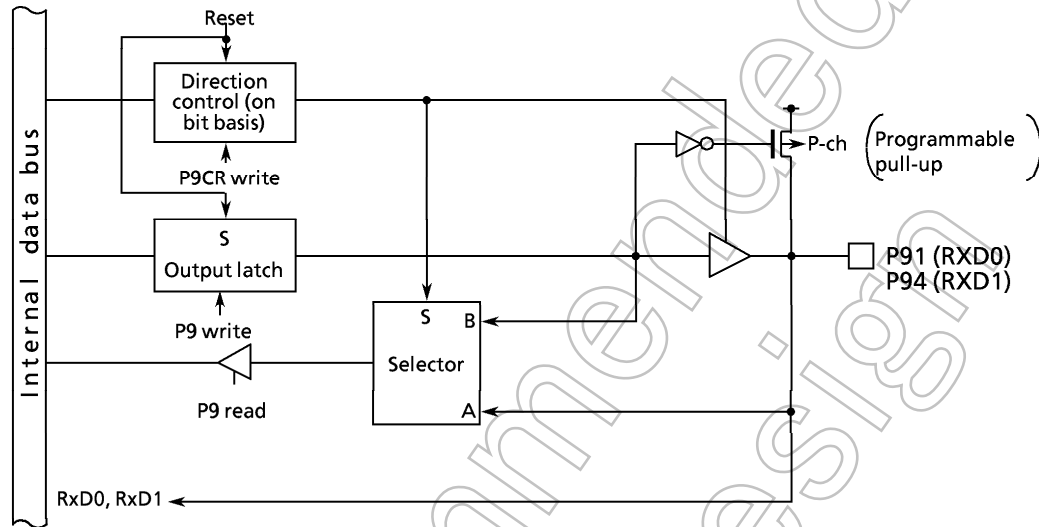 Reset
Direction
control (on
bit basis)
P-ch
Programmable
pull-up
P9CR write
Internal data bus
S
Output latch
P91 (RXD0)
P94 (RXD1)
P9 write
S
B
Selector
P9 read
A
RxD0, RxD1